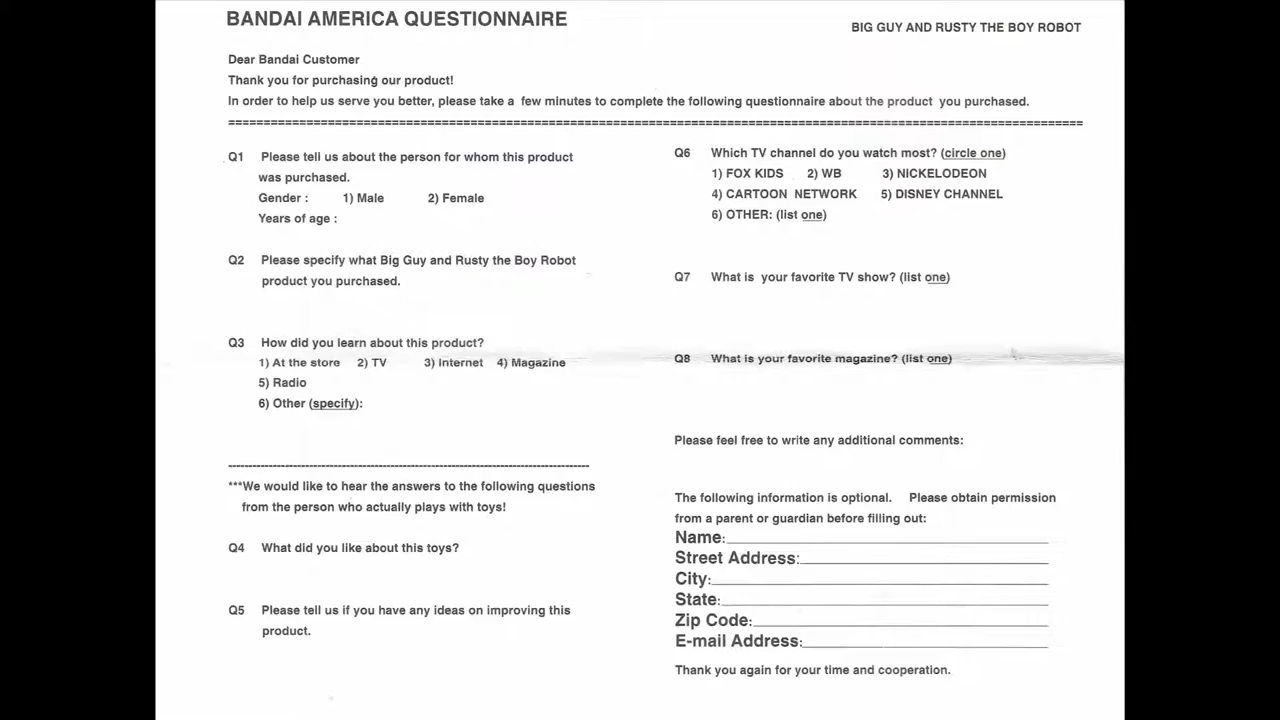 BANDAI AMERICA QUESTIONNAIRE
BIG GUY AND RUSTY THE BOY ROBOT
Dear Bandai Customer
Thank you for purchasing our product!
In order to help us serve you better, please take a few minutes to complete the following questionnaire about the product you purchased.
==========================================================================================================================
Q1 Please tell us about the person for whom this product
was purchased.
Gender : 1) Male 2) Female
Years of age :
Q2 Please specify what Big Guy and Rusty the Boy Robot
product you purchased.
Q3 How did you learn about this product?
1) At the store 2) TV 3) Internet 4) Magazine
5) Radio
6) Other (specify):
------------------------------------------------------------------------------------------
***We would like to hear the answers to the following questions
from the person who actually plays with toys!
Q4 What did you like about this toys?
Q5 Please tell us if you have any ideas on improving this
product.
Q6 Which TV channel do you watch most? (circle one)
1) FOX KIDS 2) WB 3) NICKELODEON
4) CARTOON NETWORK 5) DISNEY CHANNEL
6) OTHER: (list one)
Q7 What is your favorite TV show? (list one)
Q8 What is your favorite magazine? (list one)
Please feel free to write any additional comments:
The following information is optional. Please obtain permission
from a parent or guardian before filling out:
Name:
Street Address:
City:
State:
Zip Code:
E-mail Address:
Thank you again for your time and cooperation.